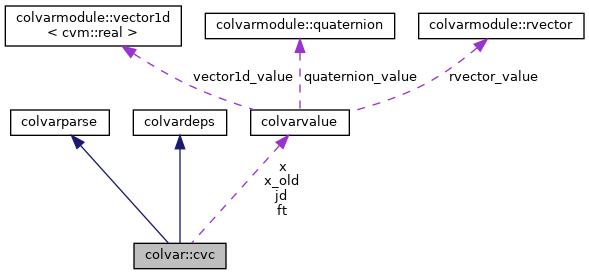 colvarmodule::vector1d
< cvm::real >
colvarmodule::quaternion
colvarmodule::rvector
vector1d_value
quaternion_value
rvector_value
colvarparse
colvardeps
colvarvalue
x
x_old
jd
ft
colvar::cvc